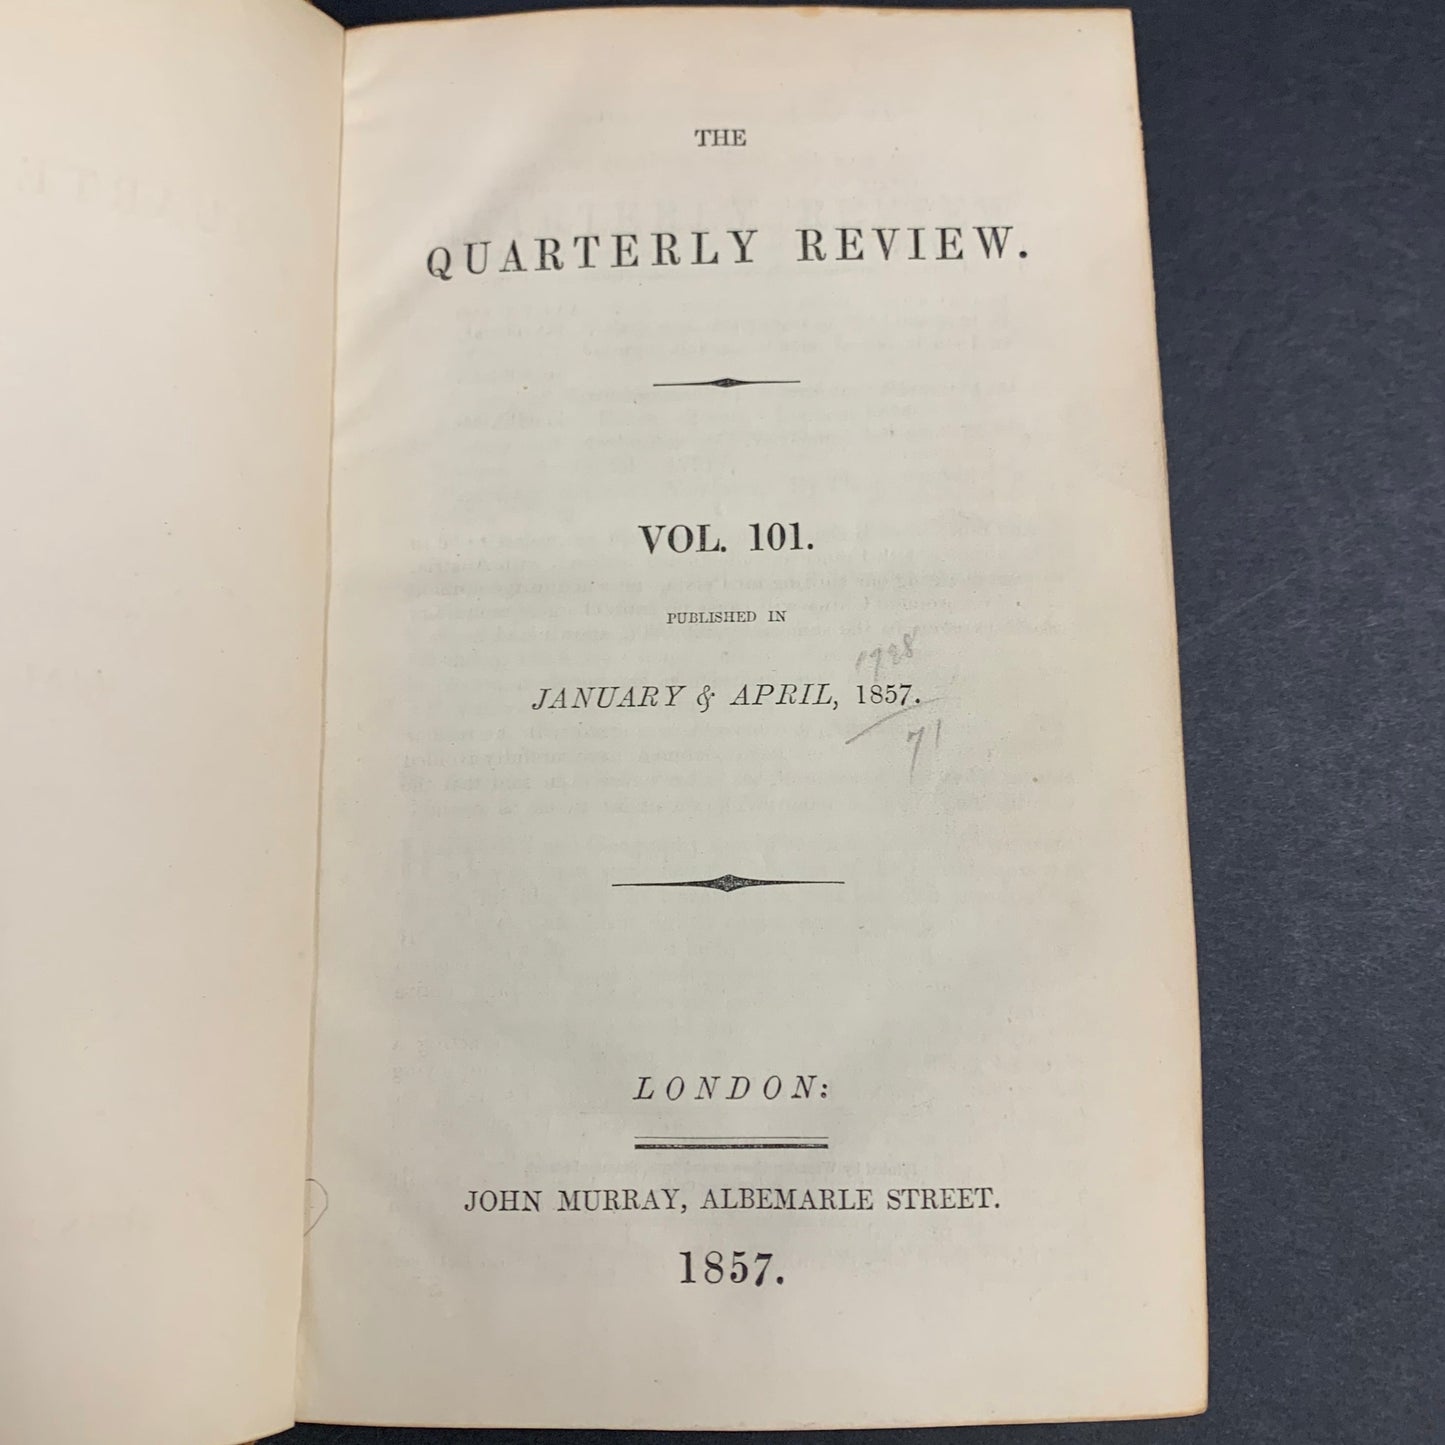 THE
QUARTERLY REVIEW.
VOL. 101.
PUBLISHED IN
1928
JANUARY & APRIL, 1857.
71
LONDON:
JOHN MURRAY, ALBEMARLE STREET.
1857.